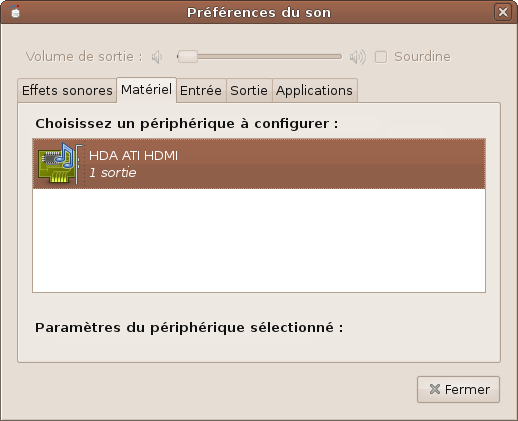 Préférences du son
Volume de sortie :
Sourdine
Effets sonores
Matériel
Entrée
Sortie
Applications
Choisissez un périphérique à configurer :
HDA ATI HDMI
1 sortie
Paramètres du périphérique sélectionné :
Fermer